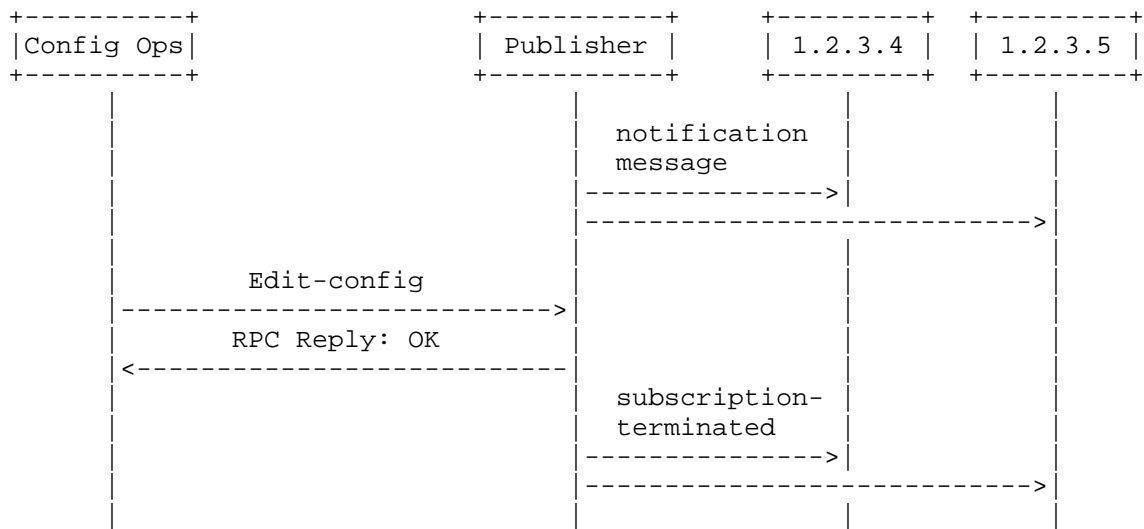 Config Ops Publisher 1.2.3.4 1.2.3.5
notification
message
Edit-config
RPC Reply: OK
subscription-
terminated